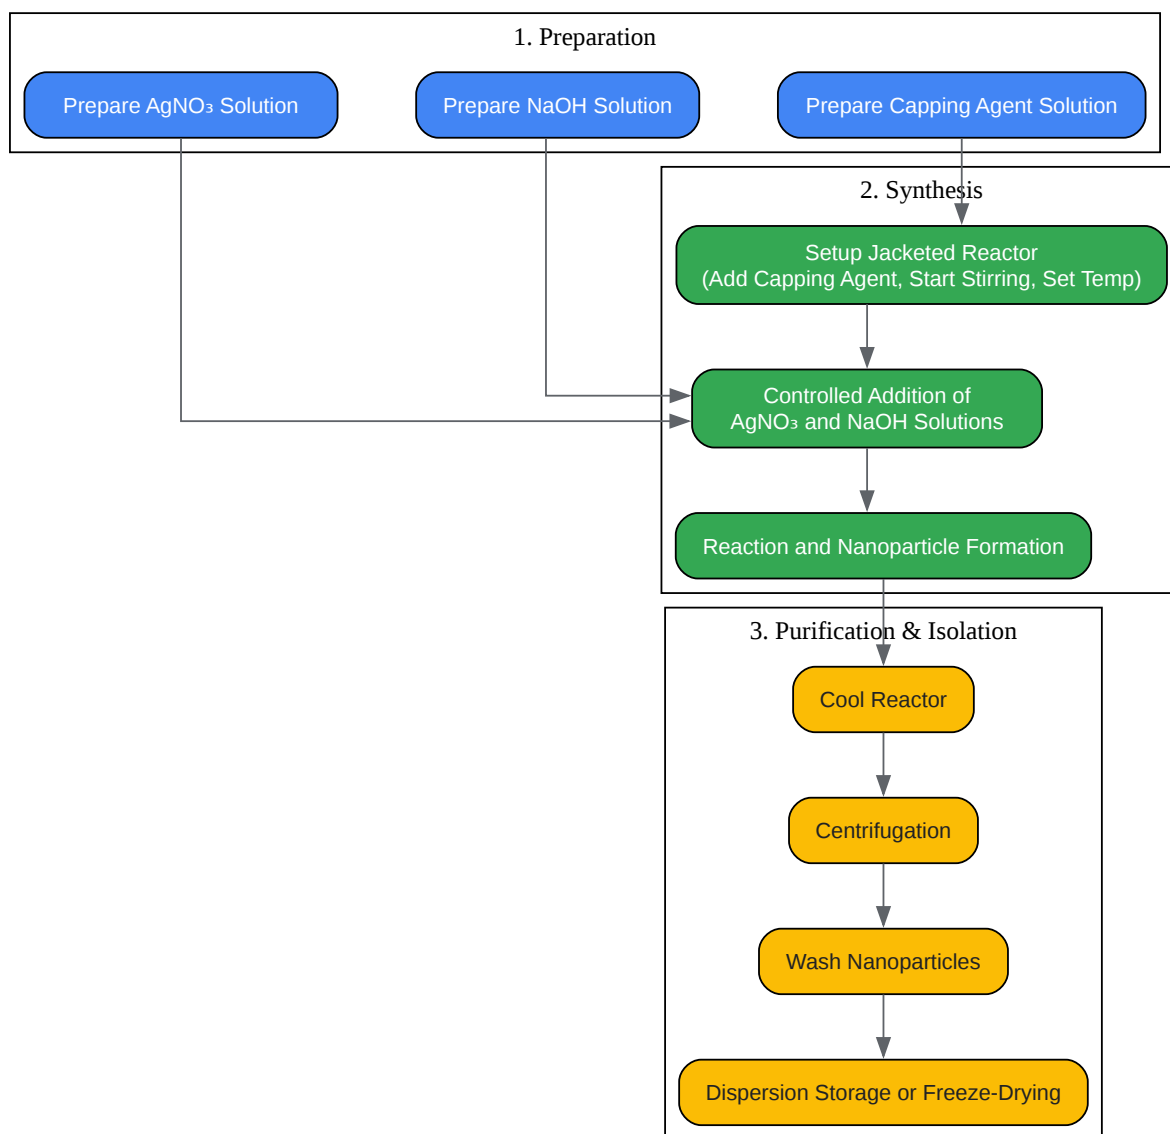 1. Preparation
Prepare AgNO₃ Solution
Prepare NaOH Solution
Prepare Capping Agent Solution
2. Synthesis
Setup Jacketed Reactor
(Add Capping Agent, Start Stirring, Set Temp)
Controlled Addition of
AgNO₃ and NaOH Solutions
Reaction and Nanoparticle Formation
3. Purification & Isolation
Cool Reactor
Centrifugation
Wash Nanoparticles
Dispersion Storage or Freeze-Drying